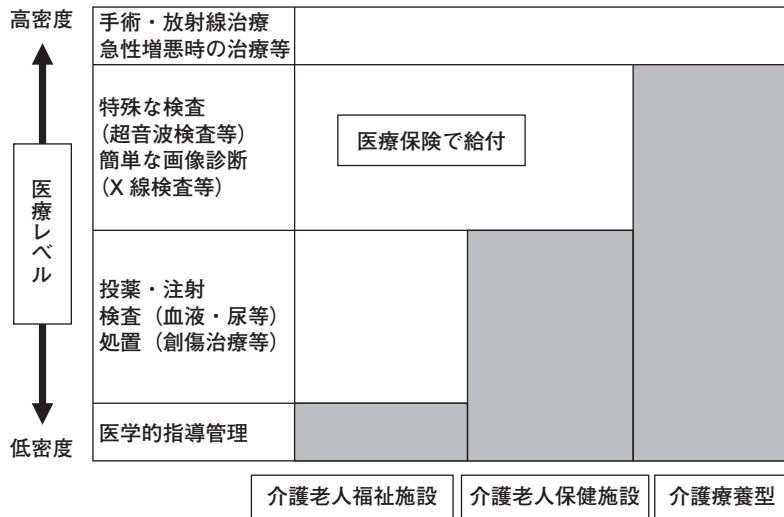 高密度
医療レベル
低密度
手術・放射線治療
急性増悪時の治療等
特殊な検査
(超音波検査等)
簡単な画像診断
(X 線検査等)
医療保険で給付
投薬・注射
検査（血液・尿等）
処置（創傷治療等）
医学的指導管理
介護老人福祉施設
介護老人保健施設
介護療養型